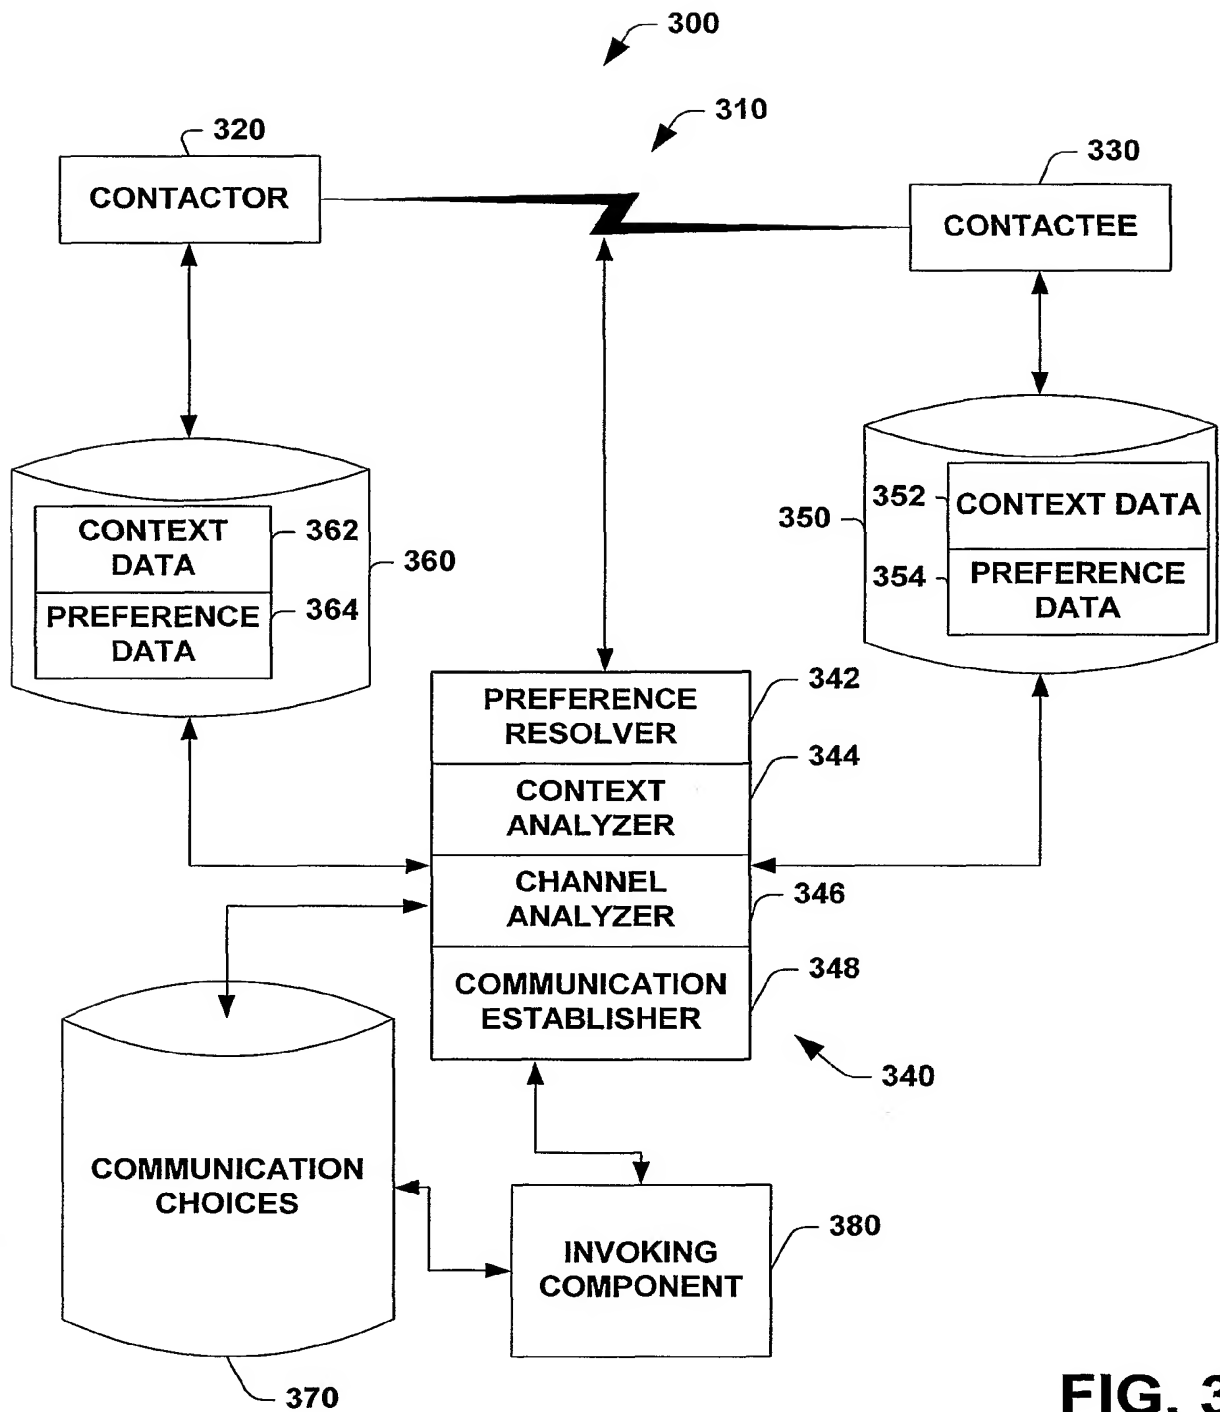 300
310
320
CONTACTOR
330
CONTACTEE
CONTEXT
DATA
362
PREFERENCE
DATA
364
360
350
352
CONTEXT DATA
354
PREFERENCE
DATA
PREFERENCE
RESOLVER
342
CONTEXT
ANALYZER
344
CHANNEL
ANALYZER
346
COMMUNICATION
ESTABLISHER
348
340
COMMUNICATION
CHOICES
370
INVOKING
COMPONENT
380
FIG. 3